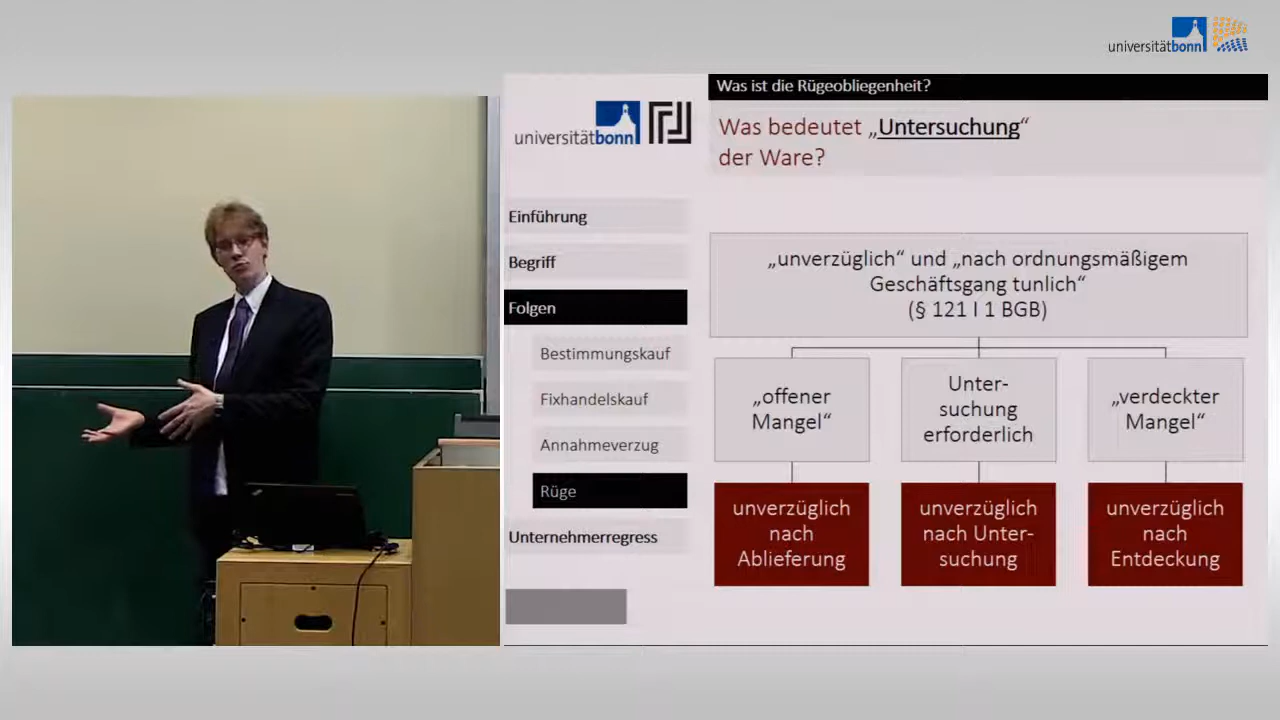 universitätbonn
universitätbonn
Was ist die Rügeobliegenheit?
Was bedeutet „Untersuchung“
der Ware?
Einführung
Begriff
Folgen
Bestimmungskauf
Fixhandelskauf
Annahmeverzug
Rüge
Unternehmerregress
„unverzüglich“ und „nach ordnungsmäßigem
Geschäftsgang tunlich“
(§ 121 I 1 BGB)
„offener
Mangel“
Unter-
suchung
erforderlich
„verdeckter
Mangel“
unverzüglich
nach
Ablieferung
unverzüglich
nach Unter-
suchung
unverzüglich
nach
Entdeckung